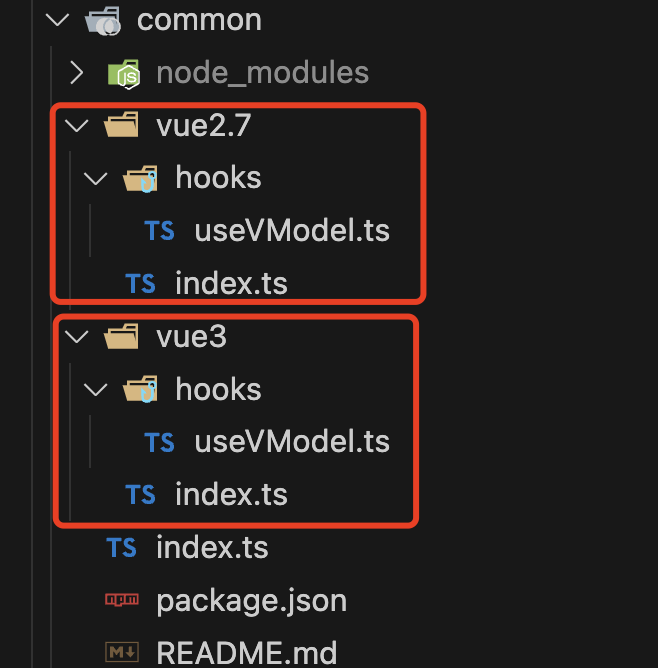 common
node_modules
vue2.7
hooks
TS useVModel.ts
TS index.ts
vue3
hooks
TS useVModel.ts
TS index.ts
TS index.ts
package.json
README.md